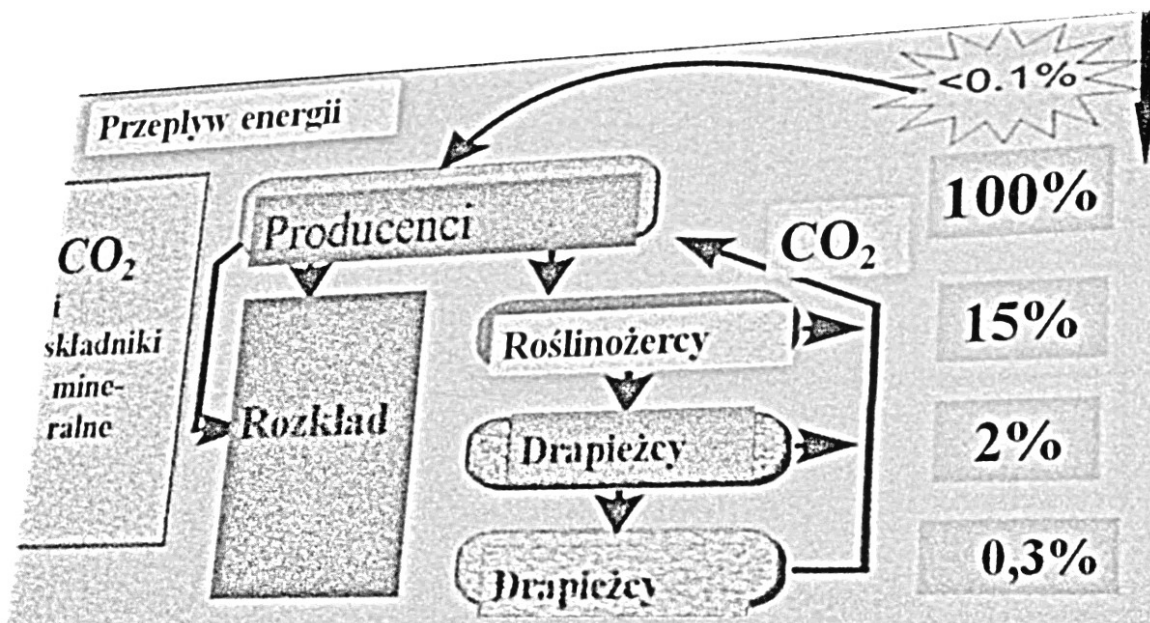 <0.1%
Przepływ energii
100%
Producenci
CO₂
CO₂
i
składniki
mine-
ralne
15%
Roślinożercy
Rozkład
Drapieżcy
2%
Drapieżcy
0,3%